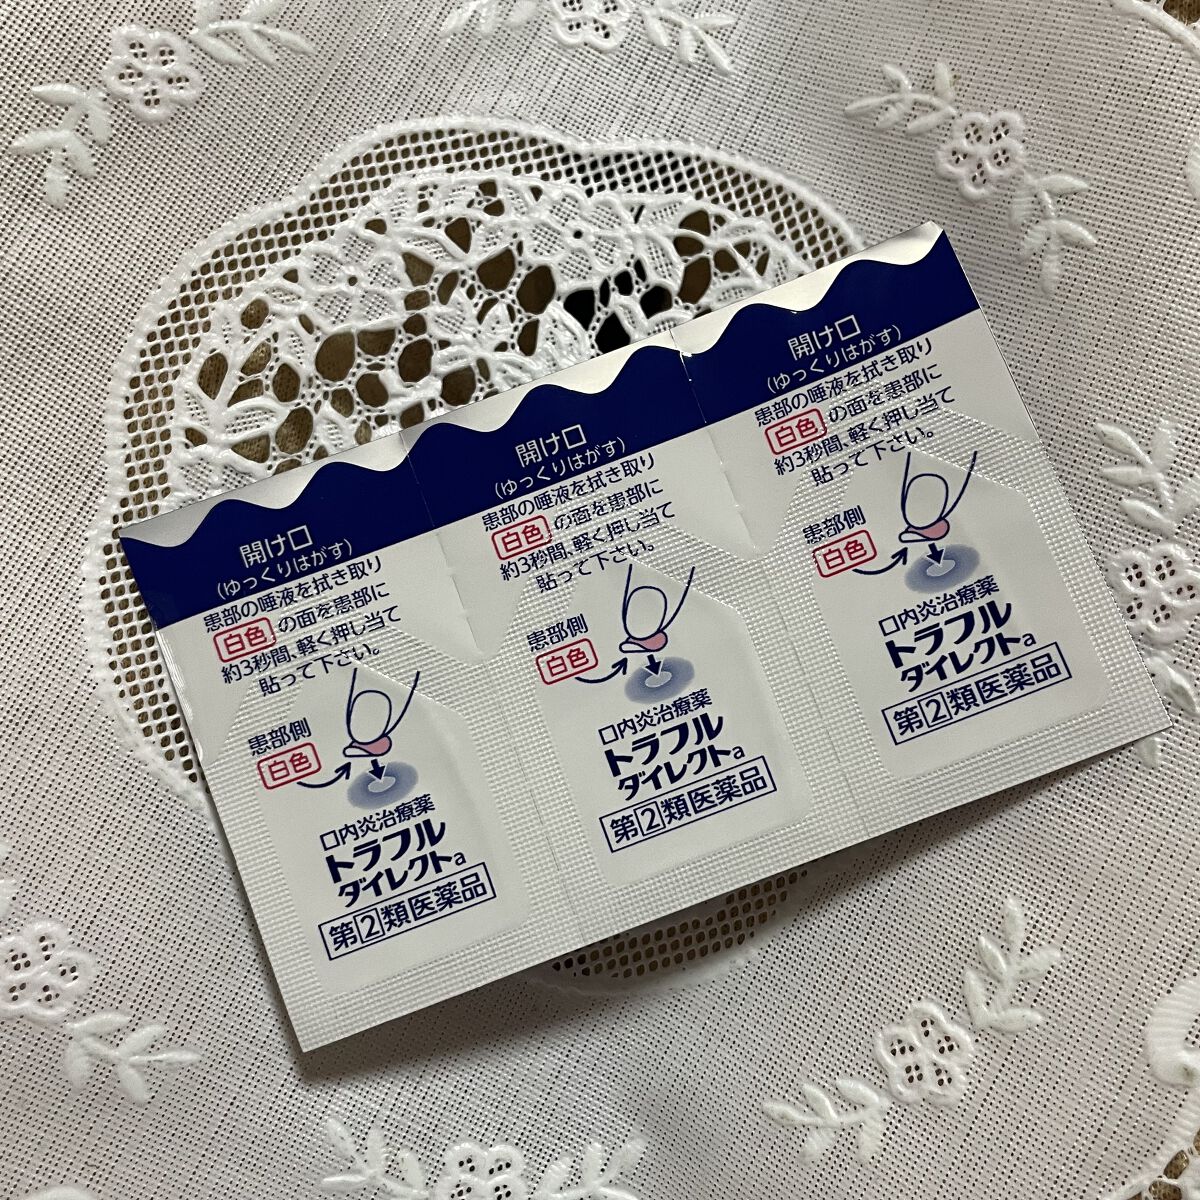 開け口
(ゆっくりはがす)
患部の唾液を拭き取り
白色 の面を患部に
約3秒間、軽く押し当て
貼って下さい。
患部側
白色
口内炎治療薬
トラフル
ダイレクトa
第②類医薬品
開け口
(ゆっくりはがす)
患部の唾液を拭き取り
白色 の面を患部に
約3秒間、軽く押し当て
貼って下さい。
患部側
白色
口内炎治療薬
トラフル
ダイレクトa
第②類医薬品
開け口
(ゆっくりはがす)
患部の唾液を拭き取り
白色 の面を患部に
約3秒間、軽く押し当て
貼って下さい。
患部側
白色
口内炎治療薬
トラフル
ダイレクトa
第②類医薬品